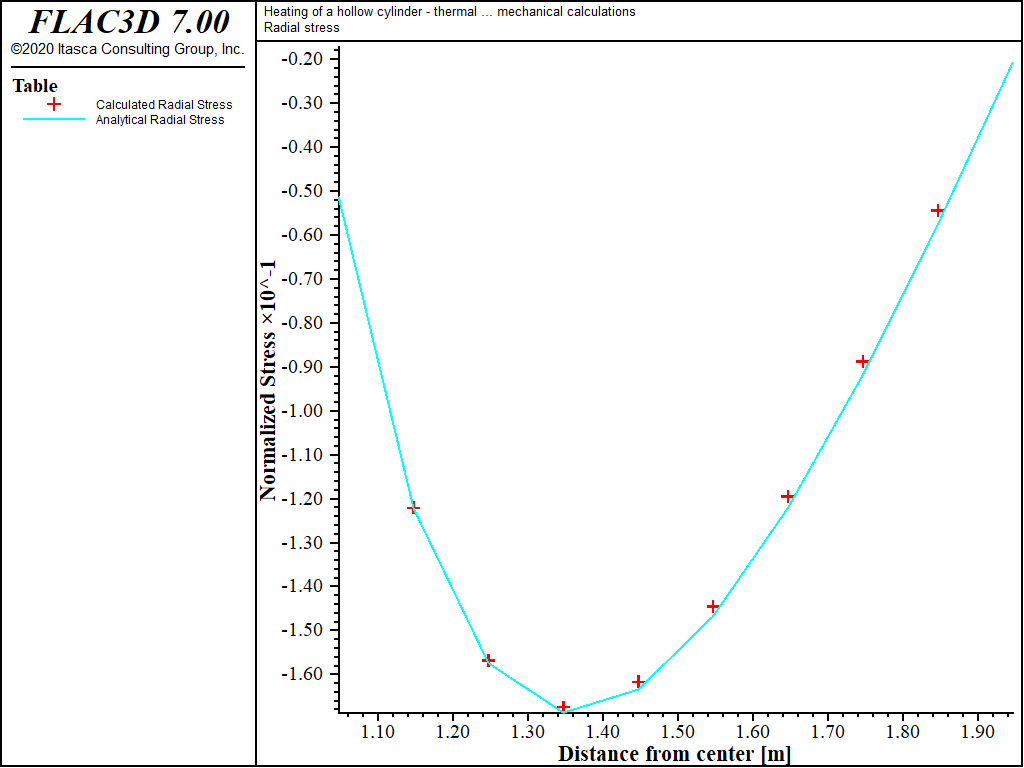 FLAC3D 7.00
©2020 Itasca Consulting Group, Inc.
Table
Calculated Radial Stress
Analytical Radial Stress
Heating of a hollow cylinder - thermal ... mechanical calculations
Radial stress
Normalized Stress ×10^-1
-0.20
-0.30
-0.40
-0.50
-0.60
-0.70
-0.80
-0.90
-1.00
-1.10
-1.20
-1.30
-1.40
-1.50
-1.60
1.10 1.20 1.30 1.40 1.50 1.60 1.70 1.80 1.90
Distance from center [m]